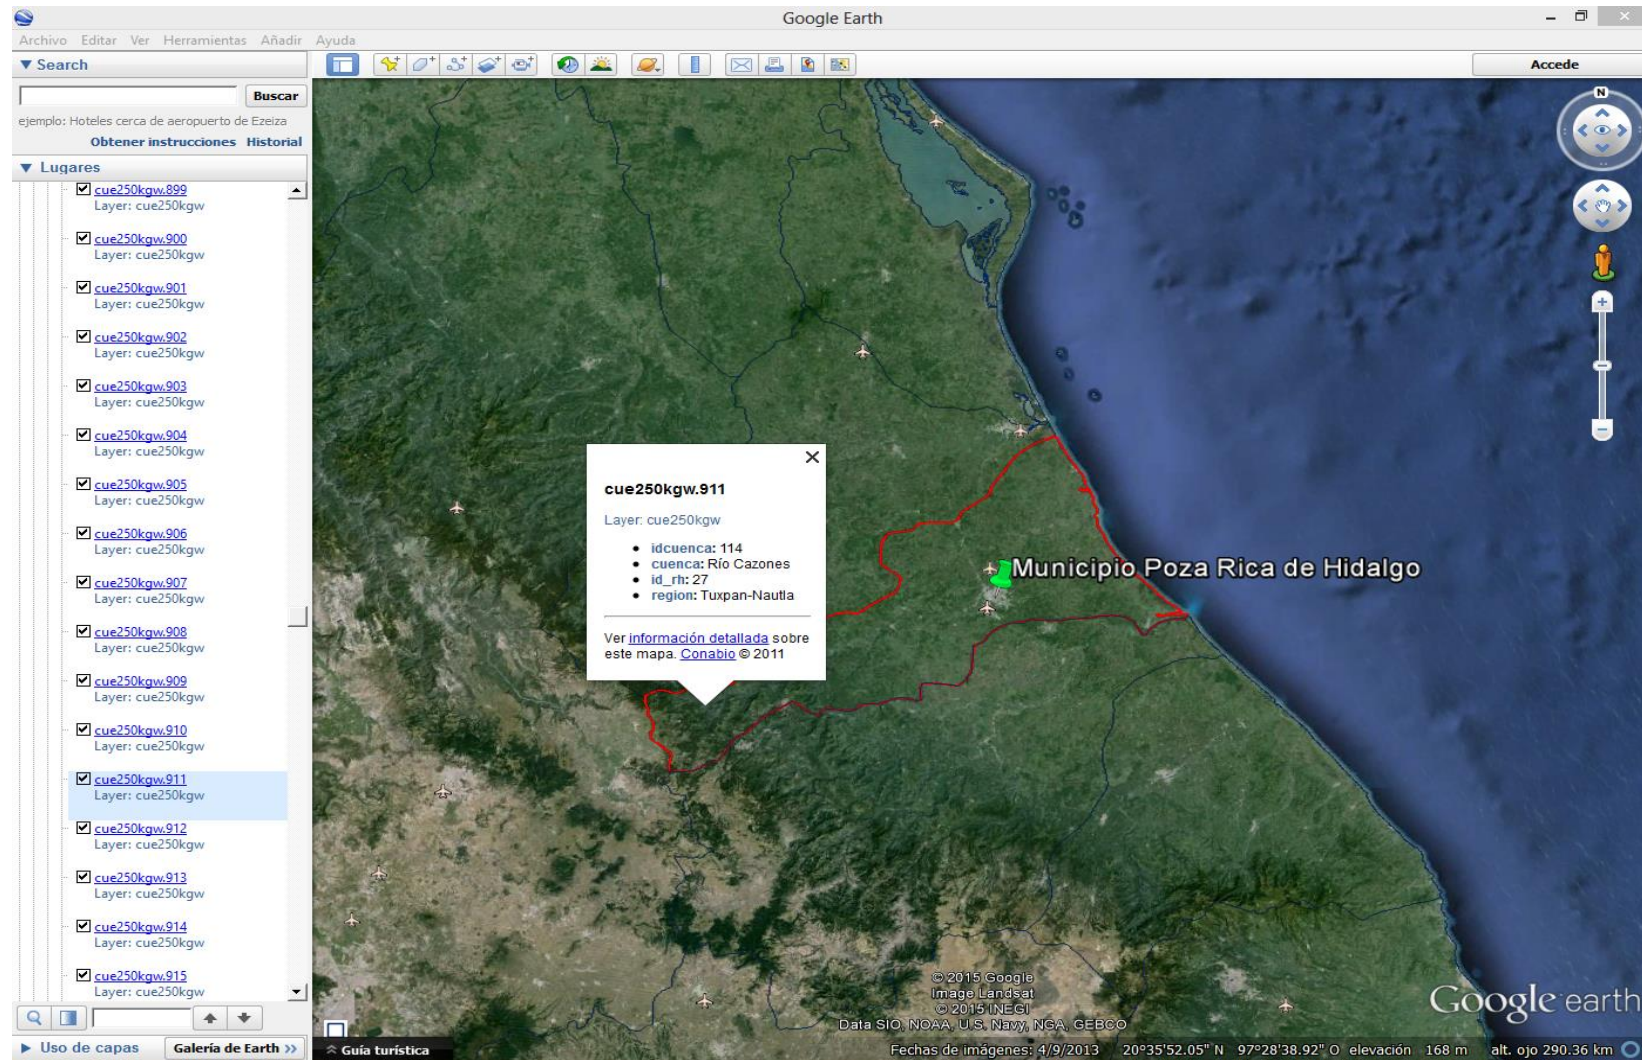 Google Earth
Archivo Editar Ver Herramientas Añadir Ayuda
Search
Buscar
ejemplo: Hoteles cerca de aeropuerto de Ezeiza
Obtener instrucciones Historial
Lugares
cue250kgw.899
Layer: cue250kgw
cue250kgw.900
Layer: cue250kgw
cue250kgw.901
Layer: cue250kgw
cue250kgw.902
Layer: cue250kgw
cue250kgw.903
Layer: cue250kgw
cue250kgw.904
Layer: cue250kgw
cue250kgw.905
Layer: cue250kgw
cue250kgw.906
Layer: cue250kgw
cue250kgw.907
Layer: cue250kgw
cue250kgw.908
Layer: cue250kgw
cue250kgw.909
Layer: cue250kgw
cue250kgw.910
Layer: cue250kgw
cue250kgw.911
Layer: cue250kgw
cue250kgw.912
Layer: cue250kgw
cue250kgw.913
Layer: cue250kgw
cue250kgw.914
Layer: cue250kgw
cue250kgw.915
Layer: cue250kgw
Uso de capas
Galería de Earth >>
Accede
N
cue250kgw.911
Layer: cue250kgw
idcuenca: 114
cuenca: Río Cazones
id_rh: 27
region: Tuxpan-Nautla
Ver información detallada sobre
este mapa. Conabio © 2011
Municipio Poza Rica de Hidalgo
© 2015 Google
Image Landsat
© 2015 INEGI
Data SIO, NOAA, U.S. Navy, NGA, GEBCO
Google earth
Guía turística
Fechas de imágenes: 4/9/2013 20°35'52.05" N 97°28'38.92" O elevación 168 m alt. ojo 290.36 km